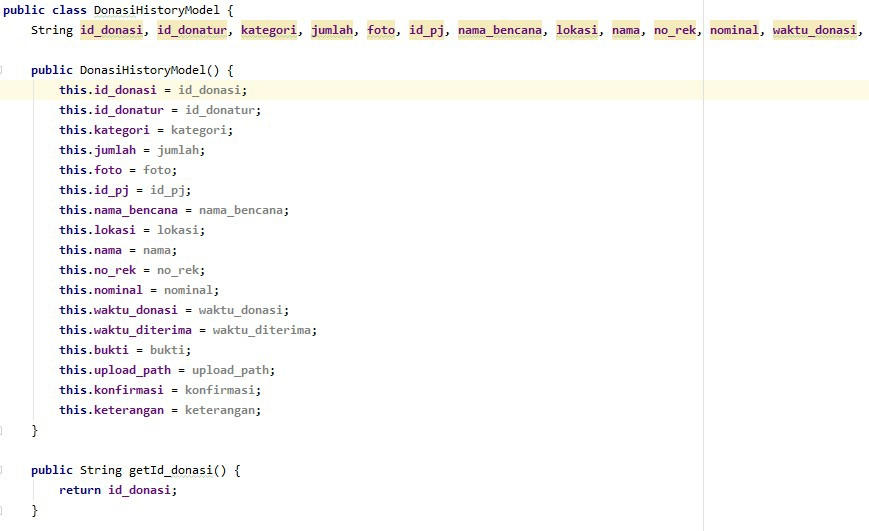 public class DonasiHistoryModel {
String id_donasi, id_donatur, kategori, jumlah, foto, id_pj, nama_bencana, lokasi, nama, no_rek, nominal, waktu_donasi,
public DonasiHistoryModel() {
this.id_donasi = id_donasi;
this.id_donatur = id_donatur;
this.kategori = kategori;
this.jumlah = jumlah;
this.foto = foto;
this.id_pj = id_pj;
this.nama_bencana = nama_bencana;
this.lokasi = lokasi;
this.nama = nama;
this.no_rek = no_rek;
this.nominal = nominal;
this.waktu_donasi = waktu_donasi;
this.waktu_diterima = waktu_diterima;
this.bukti = bukti;
this.upload_path = upload_path;
this.konfirmasi = konfirmasi;
this.keterangan = keterangan;
}
public String getId_donasi() {
return id_donasi;
}